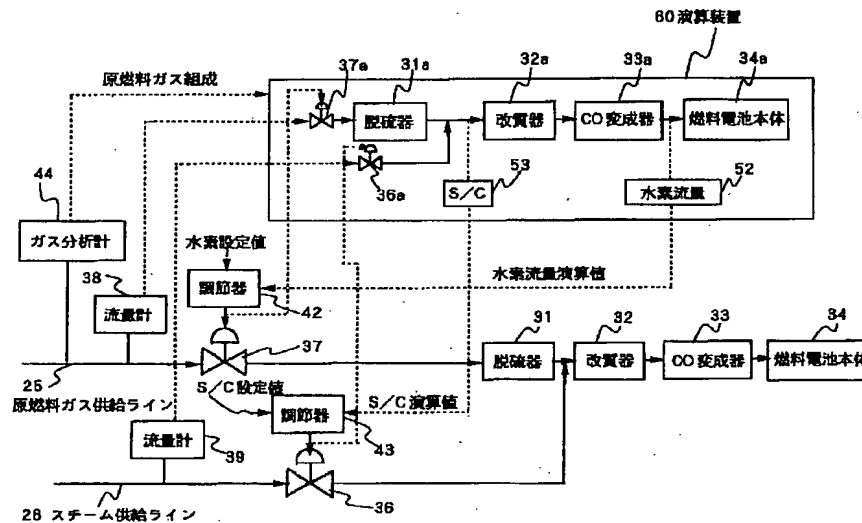 60 演算装置
原燃料ガス組成
37a
31a
32a
33a
34a
脱硫器
改質器
CO 変成器
燃料電池本体
36a
S/C
53
水素流量
52
44
ガス分析計
水素設定値
水素流量演算値
38
調節器
42
流量計
37
31
32
33
34
脱硫器
改質器
CO 変成器
燃料電池本体
25
S/C 設定値
原燃料ガス供給ライン
S/C 演算値
調節器
43
流量計
39
36
26 スチーム供給ライン